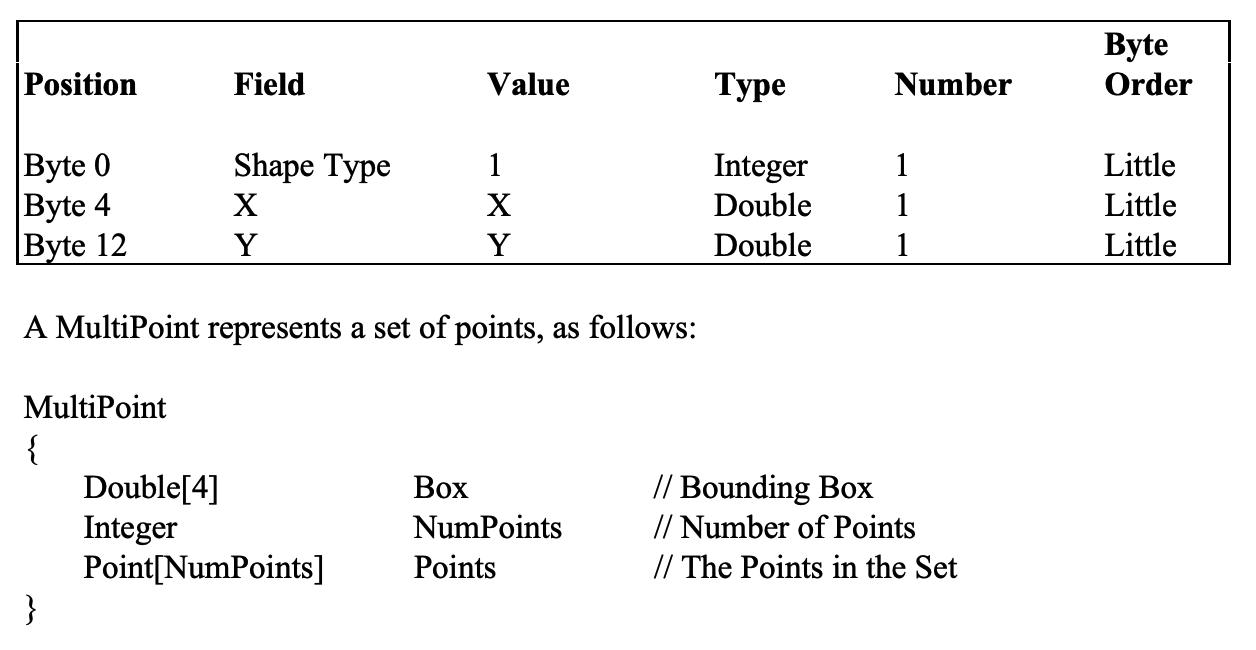 Position Field Value Type Number Byte Order
Byte 0 Shape Type 1 Integer 1 Little
Byte 4 X X Double 1 Little
Byte 12 Y Y Double 1 Little
A MultiPoint represents a set of points, as follows:
MultiPoint
{
Double[4] Box // Bounding Box
Integer NumPoints // Number of Points
Point[NumPoints] Points // The Points in the Set
}